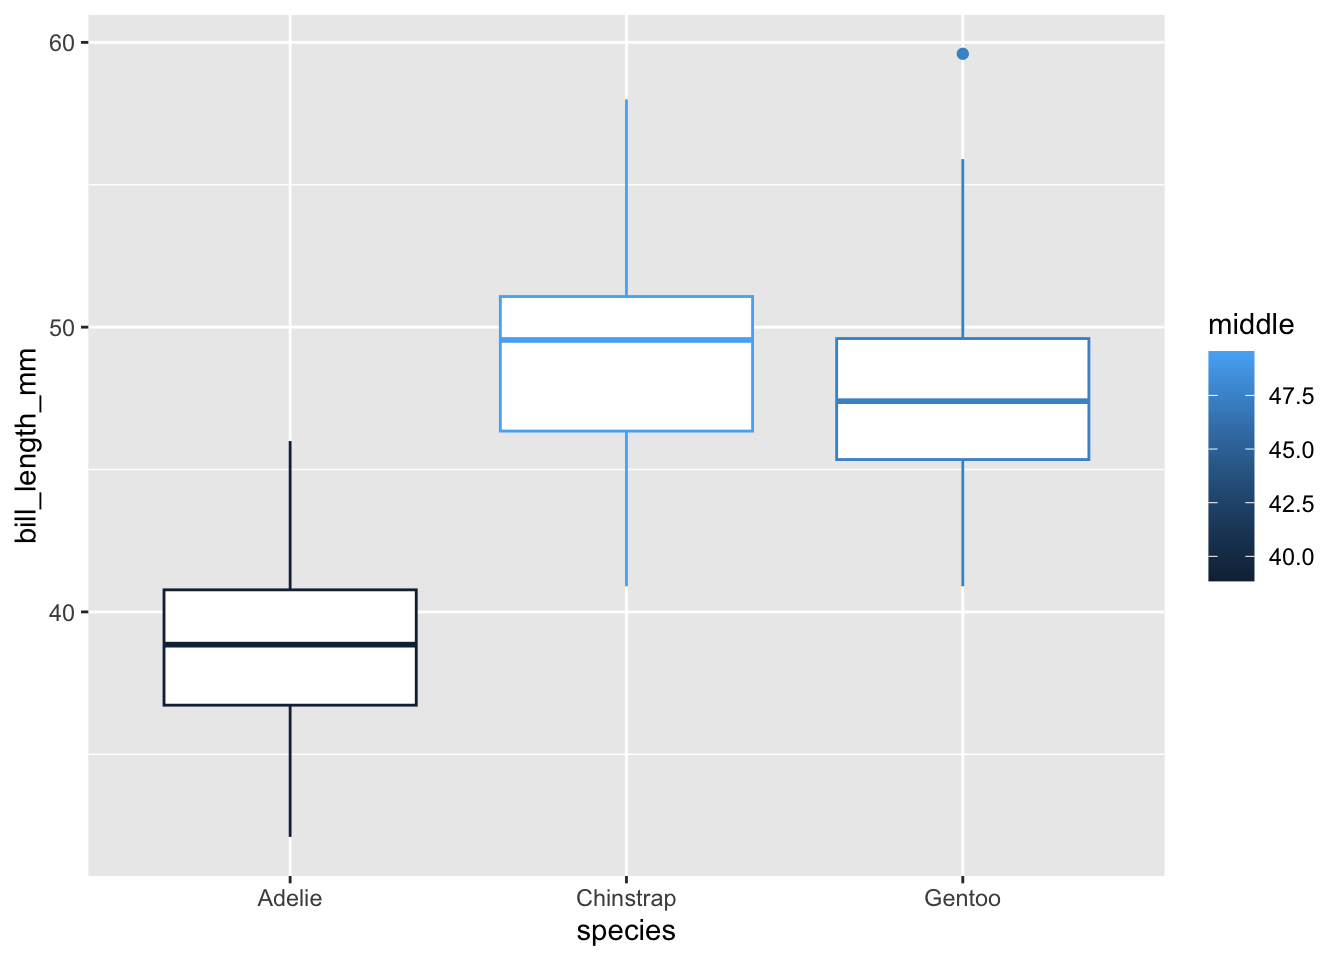 60
50
40
bill_length_mm
Adelie
Chinstrap
Gentoo
species
middle
47.5
45.0
42.5
40.0